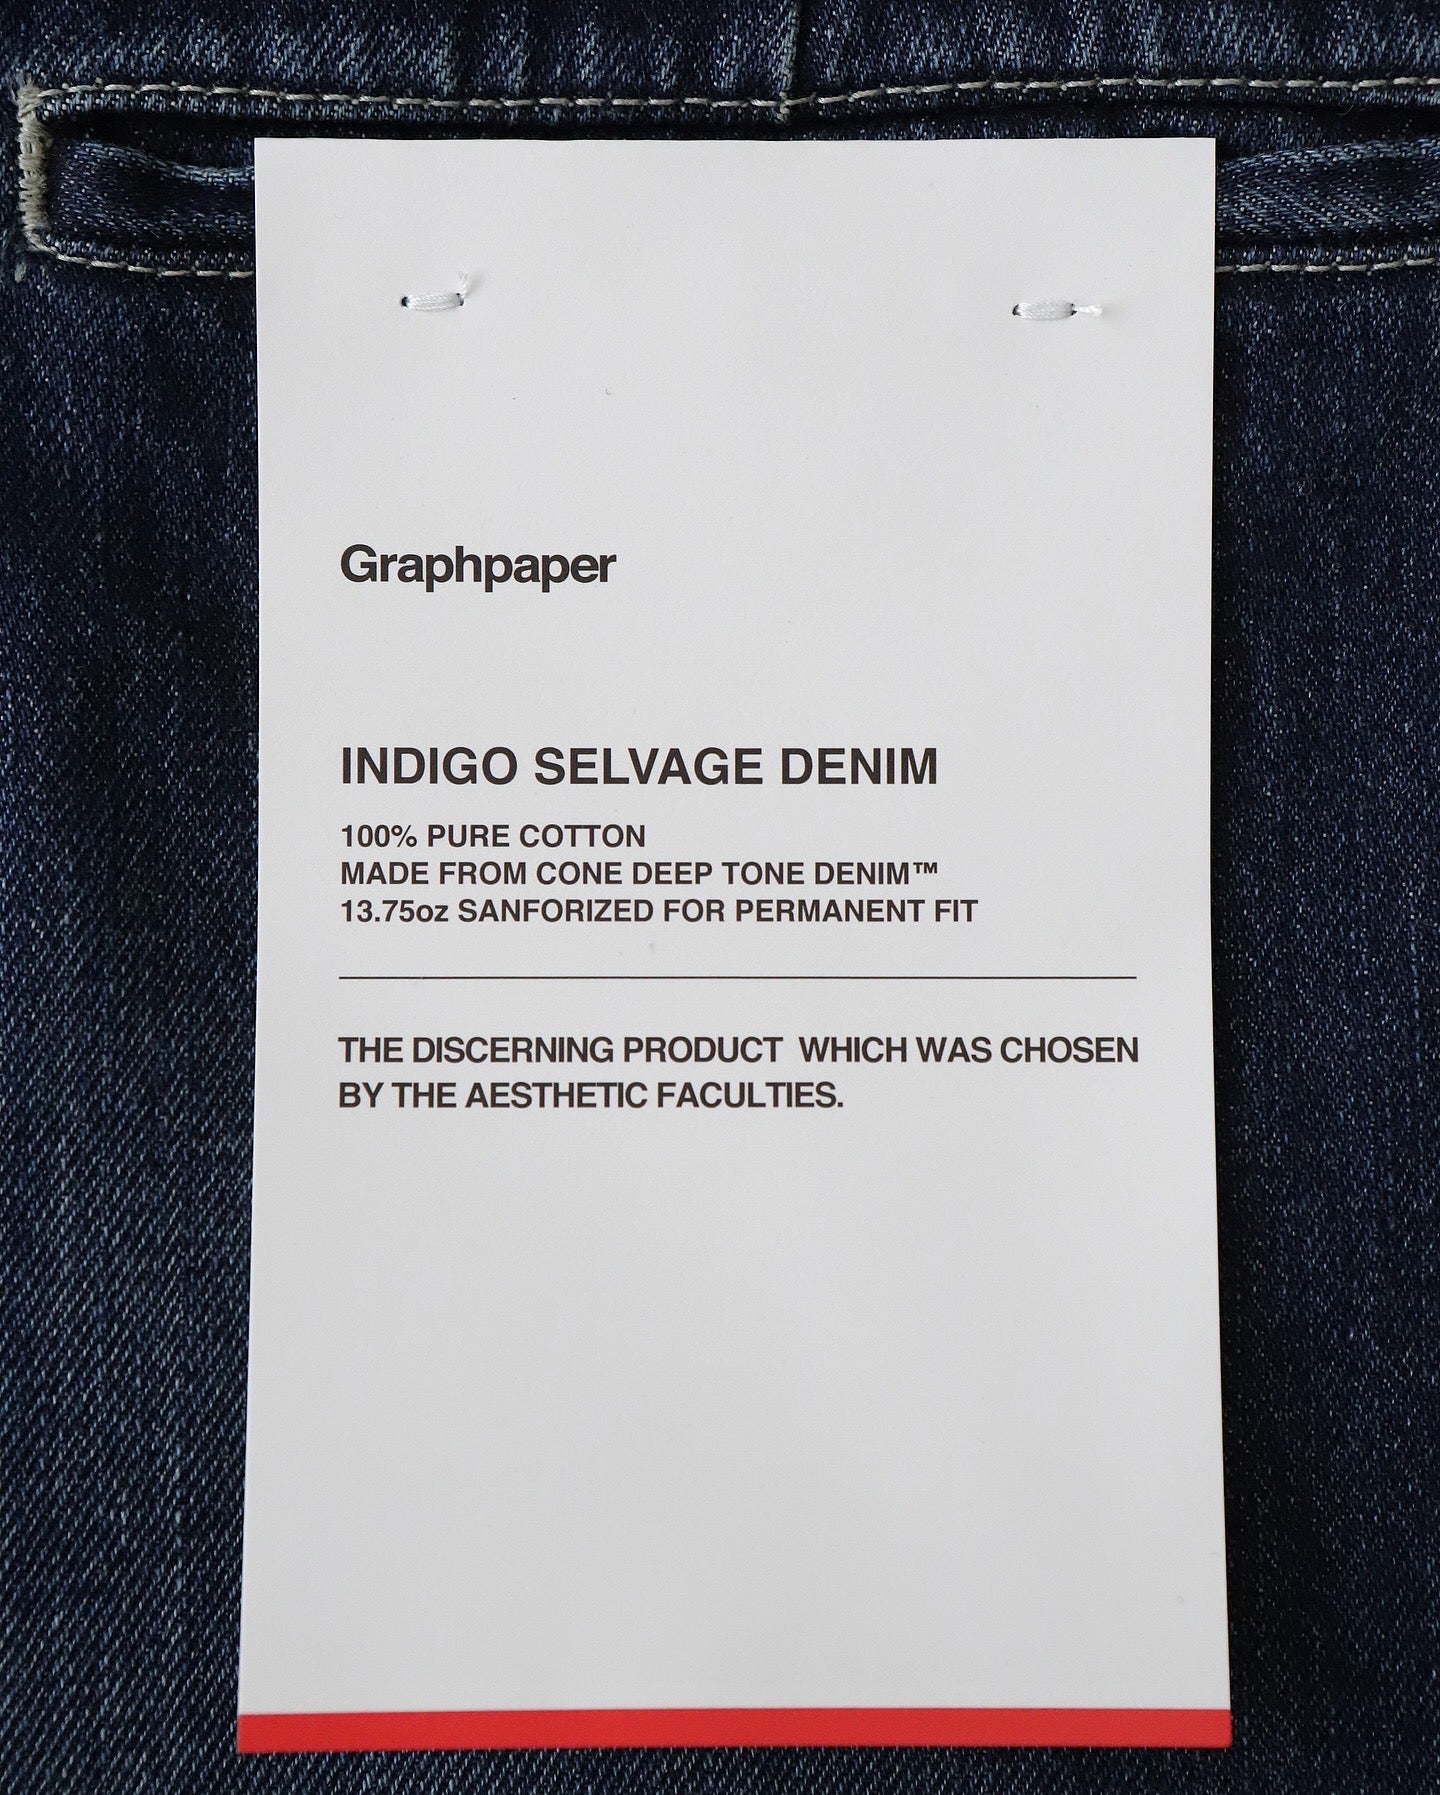 Graphpaper
INDIGO SELVAGE DENIM
100% PURE COTTON
MADE FROM CONE DEEP TONE DENIM™
13.75oz SANFORIZED FOR PERMANENT FIT
THE DISCERNING PRODUCT  WHICH WAS CHOSEN
BY THE AESTHETIC FACULTIES.